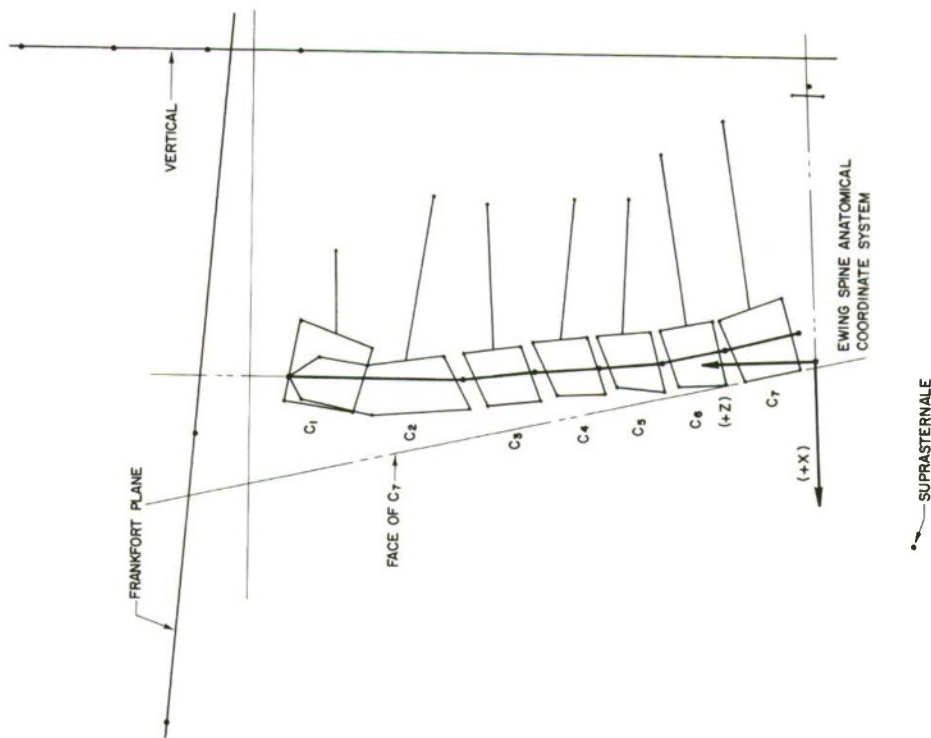 VERTICAL
FRANKFORT PLANE
FACE OF C7
C1
C2
C3
C4
C5
C6
(+Z)
C7
(+X)
EWING SPINE ANATOMICAL
COORDINATE SYSTEM
SUPRASTERNALE